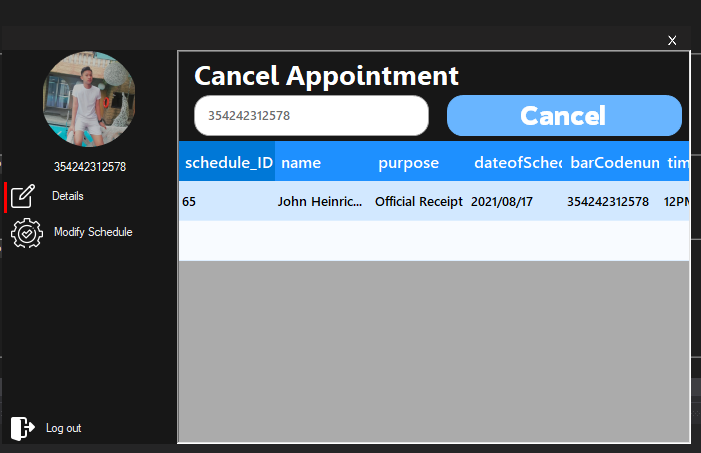 X
354242312578
Details
Modify Schedule
Log out
Cancel Appointment
354242312578 Cancel
schedule_ID name purpose dateofSched barCodenum tim
65 John Heinric... Official Receipt 2021/08/17 354242312578 12PM